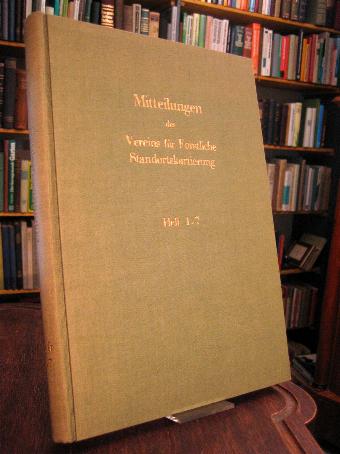 Mitteilungen
des
Vereins für Forstliche
Standortskartierung
Heft 1-7